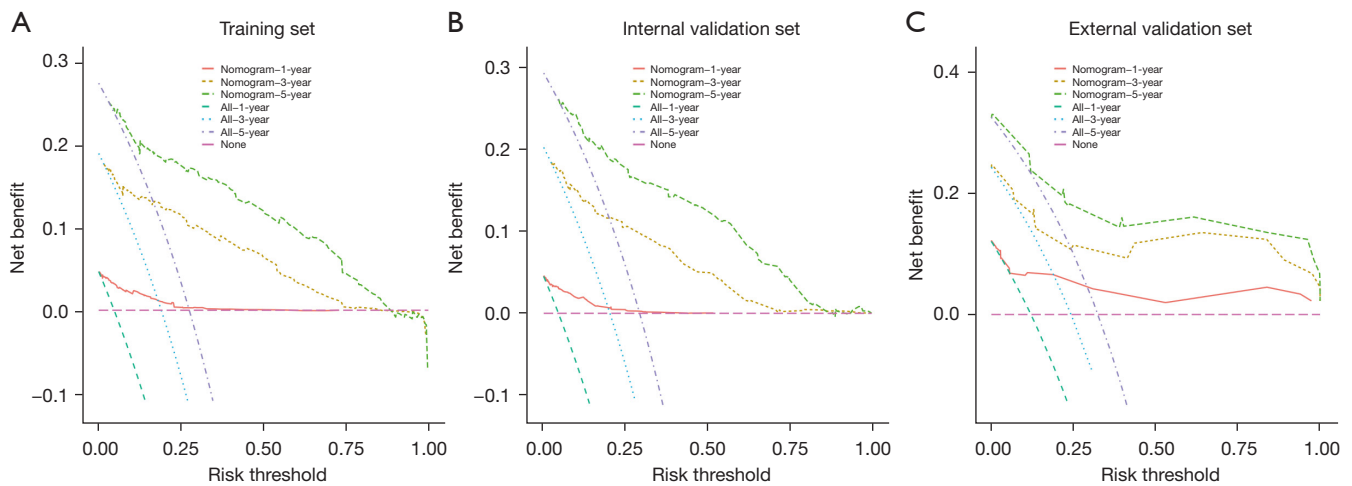 A
Training set
Net benefit
0.3
0.2
0.1
0.0
−0.1
Nomogram−1−year
Nomogram−3−year
Nomogram−5−year
All−1−year
All−3−year
All−5−year
None
0.00 0.25 0.50 0.75 1.00
Risk threshold
B
Internal validation set
Net benefit
0.3
0.2
0.1
0.0
−0.1
Nomogram−1−year
Nomogram−3−year
Nomogram−5−year
All−1−year
All−3−year
All−5−year
None
0.00 0.25 0.50 0.75 1.00
Risk threshold
C
External validation set
Net benefit
0.4
0.2
0.0
Nomogram−1−year
Nomogram−3−year
Nomogram−5−year
All−1−year
All−3−year
All−5−year
None
0.00 0.25 0.50 0.75 1.00
Risk threshold